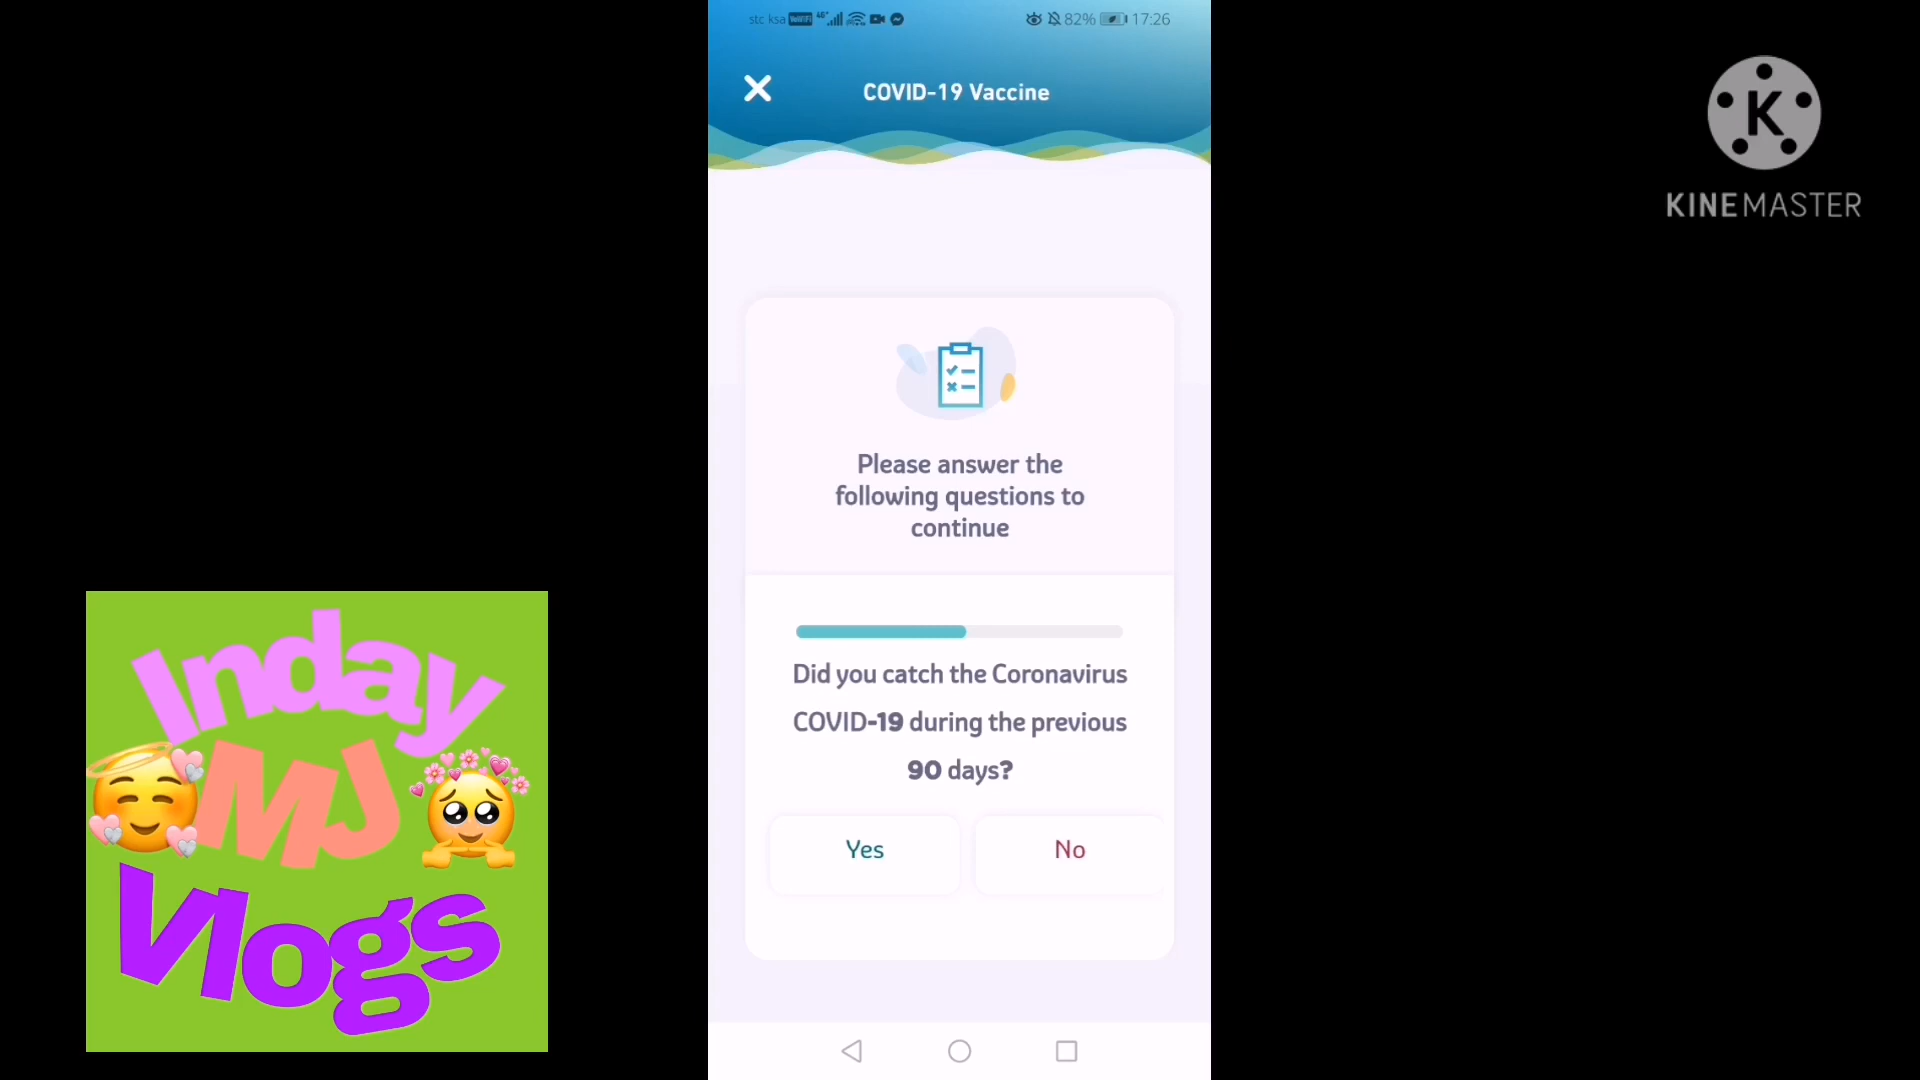 stc ksa VoWiFi 82% 17:26
COVID-19 Vaccine
K
KINEMASTER
Please answer the
following questions to
continue
Did you catch the Coronavirus
COVID-19 during the previous
90 days?
Yes No
Inday
MJ
Vlogs